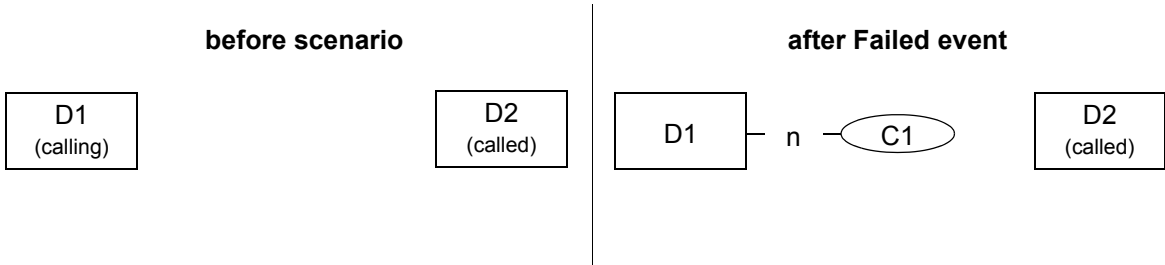 before scenario
D1
(calling)
D2
(called)
after Failed event
D1
n
C1
D2
(called)